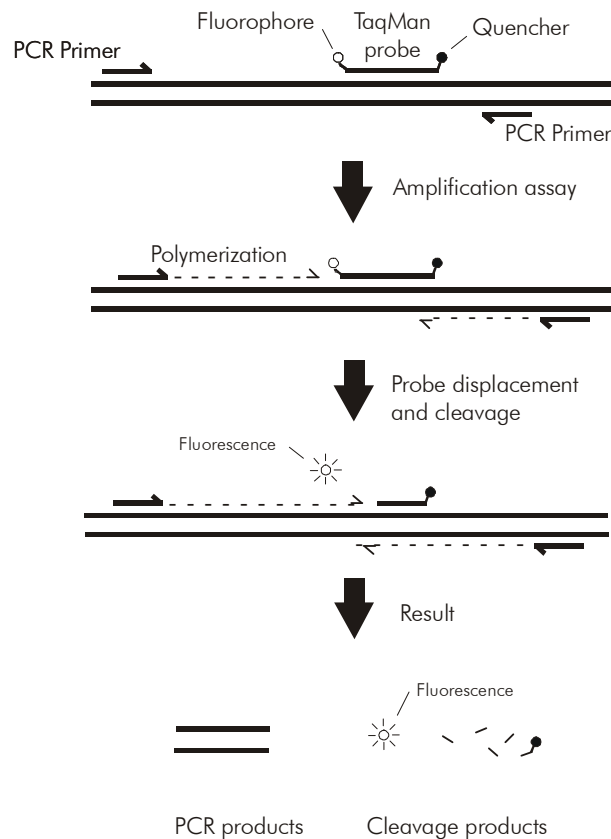 Fluorophore
TaqMan
probe
Quencher
PCR Primer
PCR Primer
Amplification assay
Polymerization
Probe displacement
and cleavage
Fluorescence
Result
Fluorescence
PCR products
Cleavage products